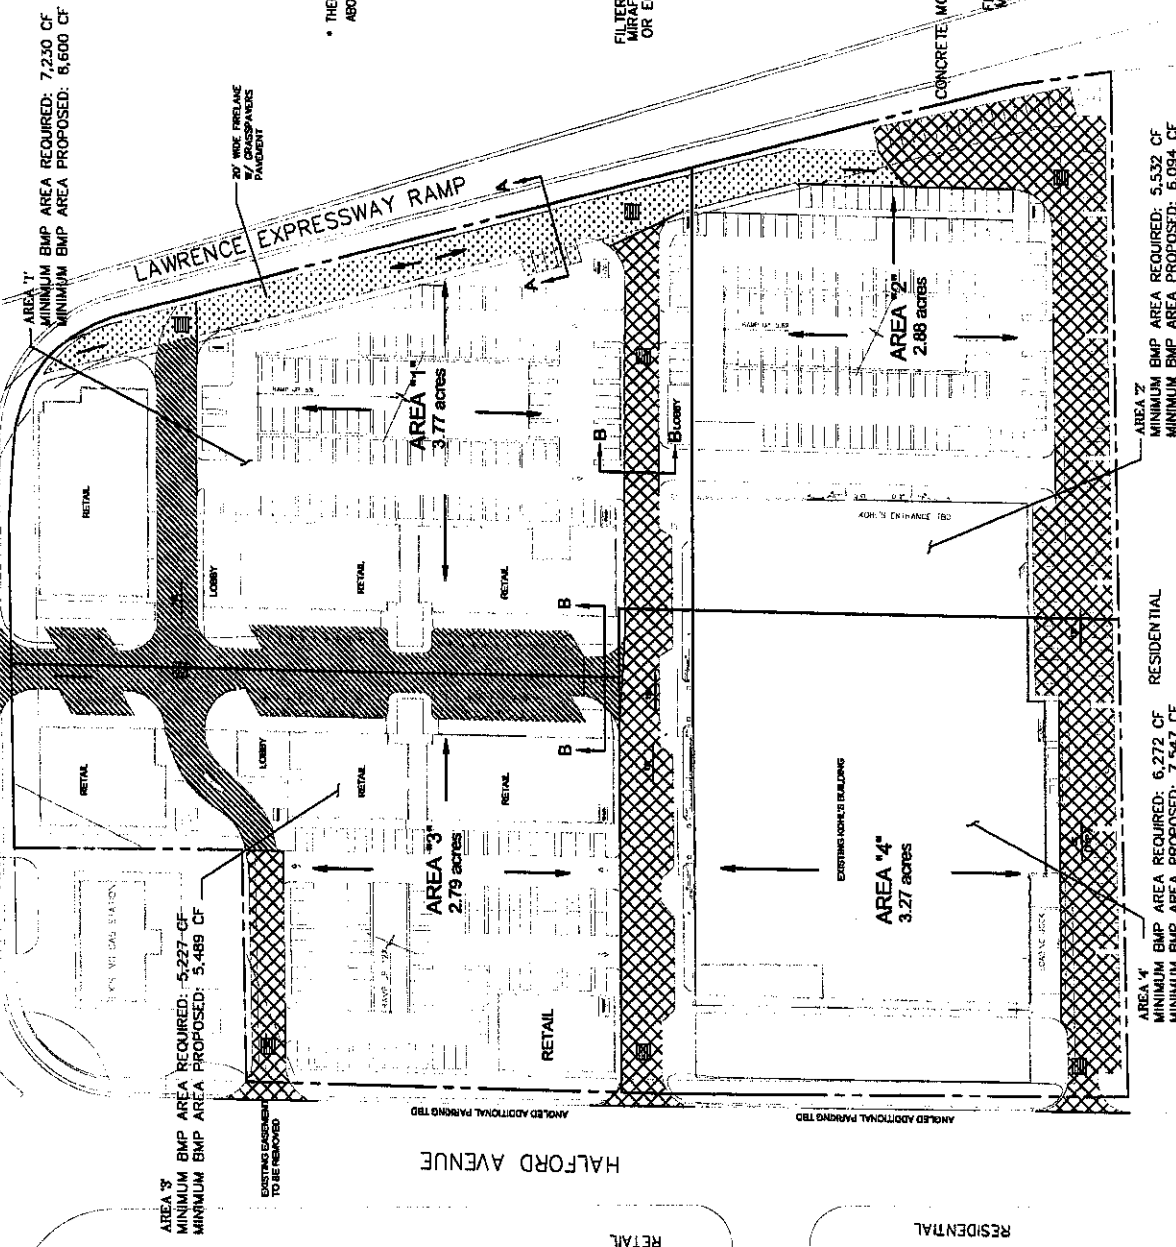 AREA '1'
MINIMUM BMP AREA REQUIRED: 7,230 CF
MINIMUM BMP AREA PROPOSED: 8,600 CF
20' WIDE FIRELANE
W/ GRASSPAVERS
PAVEMENT
LAWRENCE EXPRESSWAY RAMP
A
A
RETAIL
LOBBY
RETAIL
RETAIL
AREA "1"
3.77 acres
B
B
LOBBY
AREA "2"
2.88 acres
KOHL'S ENTRANCE TBD
AREA '2'
MINIMUM BMP AREA REQUIRED: 5,532 CF
MINIMUM BMP AREA PROPOSED: 6,094 CF
B
B
RETAIL
LOBBY
RETAIL
RETAIL
AREA "3"
2.79 acres
RETAIL
AREA '3'
MINIMUM BMP AREA REQUIRED: 5,227 CF
MINIMUM BMP AREA PROPOSED: 5,489 CF
EXISTING EASEMENT
TO BE REMOVED
EXISTING KOHL'S BUILDING
AREA "4"
3.27 acres
AREA '4'
MINIMUM BMP AREA REQUIRED: 6,272 CF
MINIMUM BMP AREA PROPOSED: 7,547 CF
RESIDENTIAL
ANGLED ADDITIONAL PARKING TBD
ANGLED ADDITIONAL PARKING TBD
HALFORD AVENUE
RETAIL
RESIDENTIAL
* THE
ABO
FILTER
MIRAF
OR E
CONCRETE MO